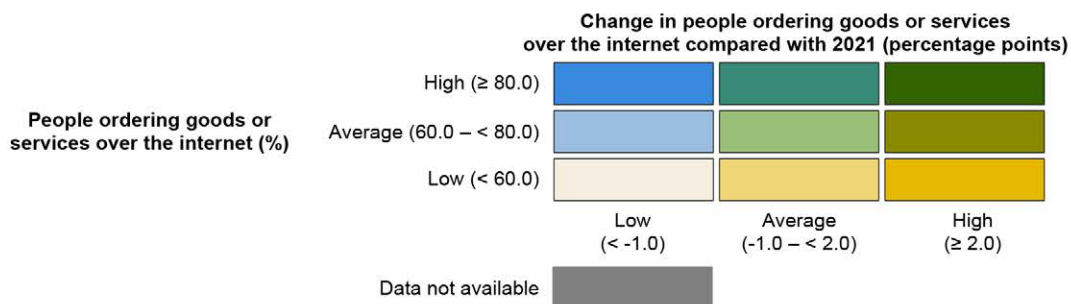 Change in people ordering goods or services
over the internet compared with 2021 (percentage points)
High (≥ 80.0)
People ordering goods or
services over the internet (%)
Average (60.0 – < 80.0)
Low (< 60.0)
Low
(< -1.0)
Average
(-1.0 – < 2.0)
High
(≥ 2.0)
Data not available